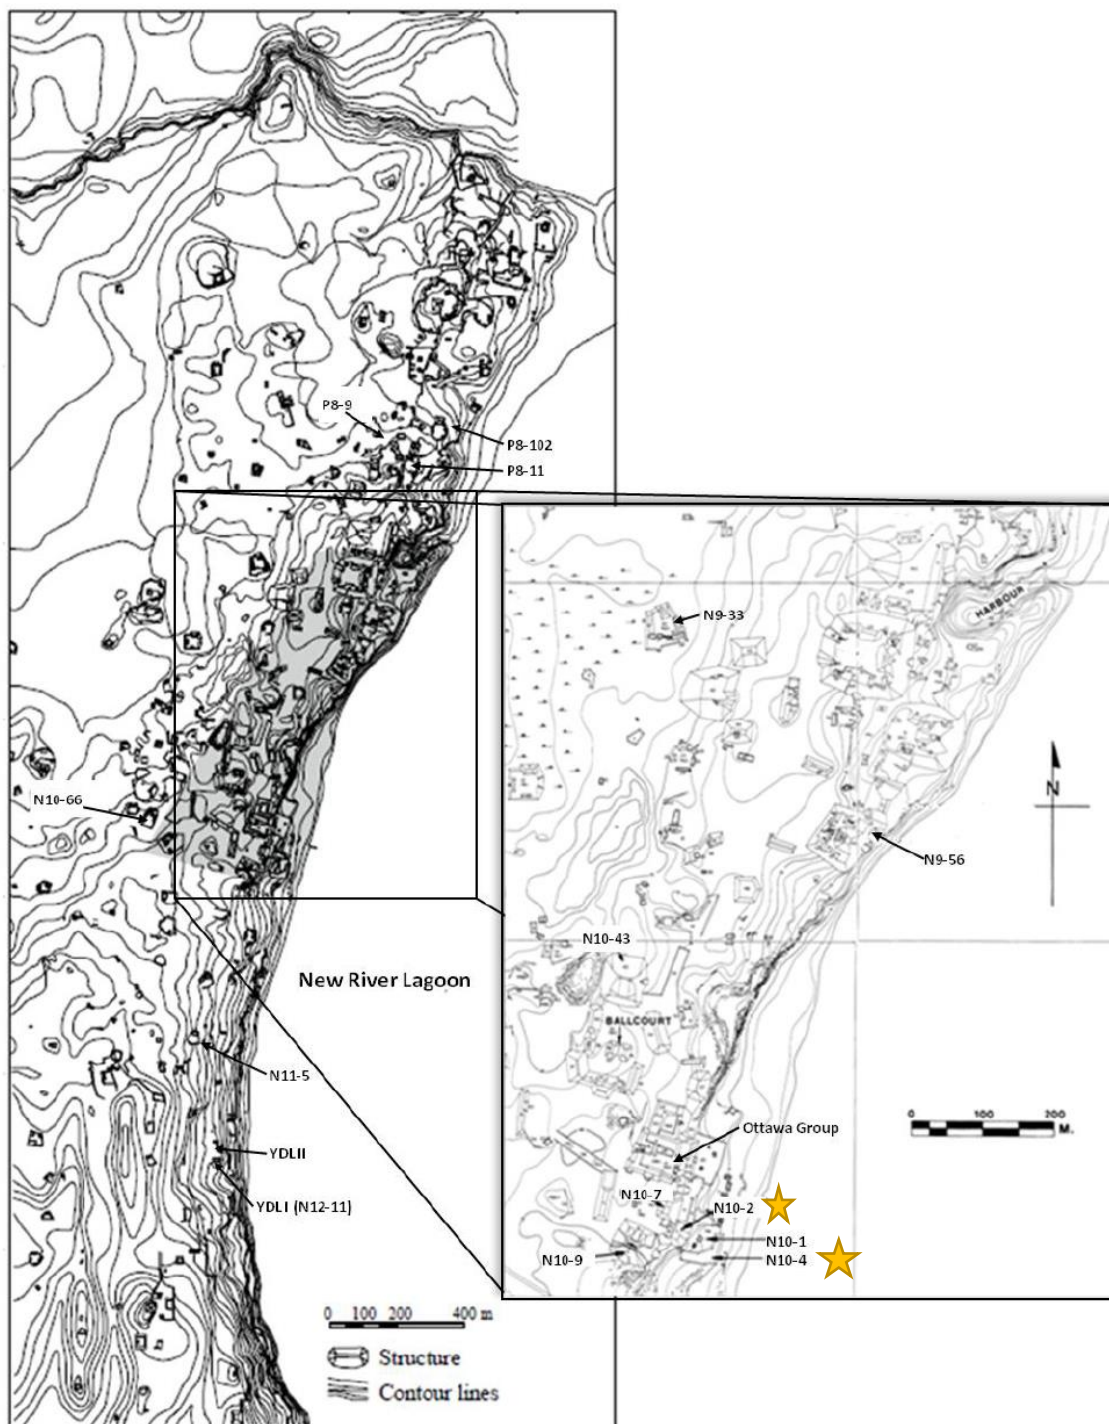 P8-9
P8-102
P8-11
HARBOUR
N9-33
N
N10-66
N9-56
N10-43
New River Lagoon
BALLCOURT
N11-5
0 100 200
M.
Ottawa Group
YDLII
N10-7
YDLI (N12-11)
N10-2
N10-1
N10-9
N10-4
0 100 200 400 m
Structure
Contour lines